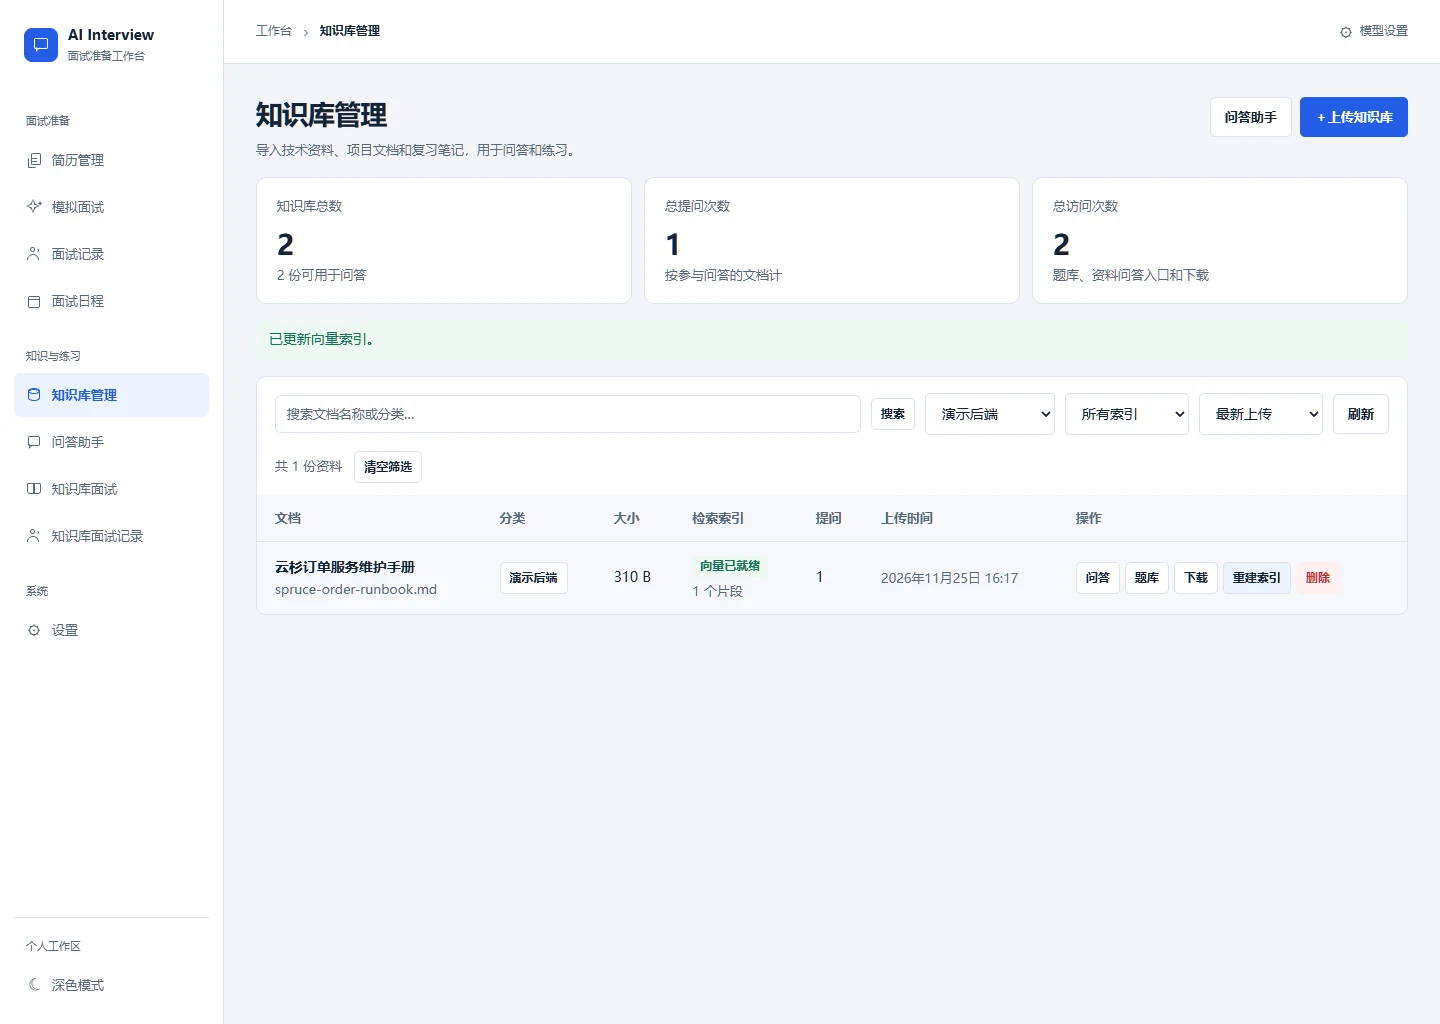 AI Interview
面试准备工作台
面试准备
简历管理
模拟面试
面试记录
面试日程
知识与练习
知识库管理
问答助手
知识库面试
知识库面试记录
系统
设置
个人工作区
深色模式
工作台 › 知识库管理
模型设置
知识库管理
导入技术资料、项目文档和复习笔记，用于问答和练习。
问答助手
+ 上传知识库
知识库总数
2
2 份可用于问答
总提问次数
1
按参与问答的文档计
总访问次数
2
题库、资料问答入口和下载
已更新向量索引。
搜索文档名称或分类... 搜索 演示后端 所有索引 最新上传 刷新
共 1 份资料 清空筛选
文档 分类 大小 检索索引 提问 上传时间 操作
云杉订单服务维护手册
spruce-order-runbook.md
演示后端
310 B
向量已就绪
1 个片段
1
2026年11月25日 16:17
问答 题库 下载 重建索引 删除